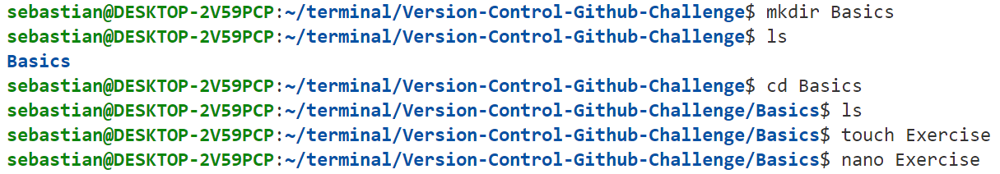 sebastian@DESKTOP-2V59PCP:~/terminal/Version-Control-Github-Challenge$ mkdir Basics
sebastian@DESKTOP-2V59PCP:~/terminal/Version-Control-Github-Challenge$ ls
Basics
sebastian@DESKTOP-2V59PCP:~/terminal/Version-Control-Github-Challenge$ cd Basics
sebastian@DESKTOP-2V59PCP:~/terminal/Version-Control-Github-Challenge/Basics$ ls
sebastian@DESKTOP-2V59PCP:~/terminal/Version-Control-Github-Challenge/Basics$ touch Exercise
sebastian@DESKTOP-2V59PCP:~/terminal/Version-Control-Github-Challenge/Basics$ nano Exercise